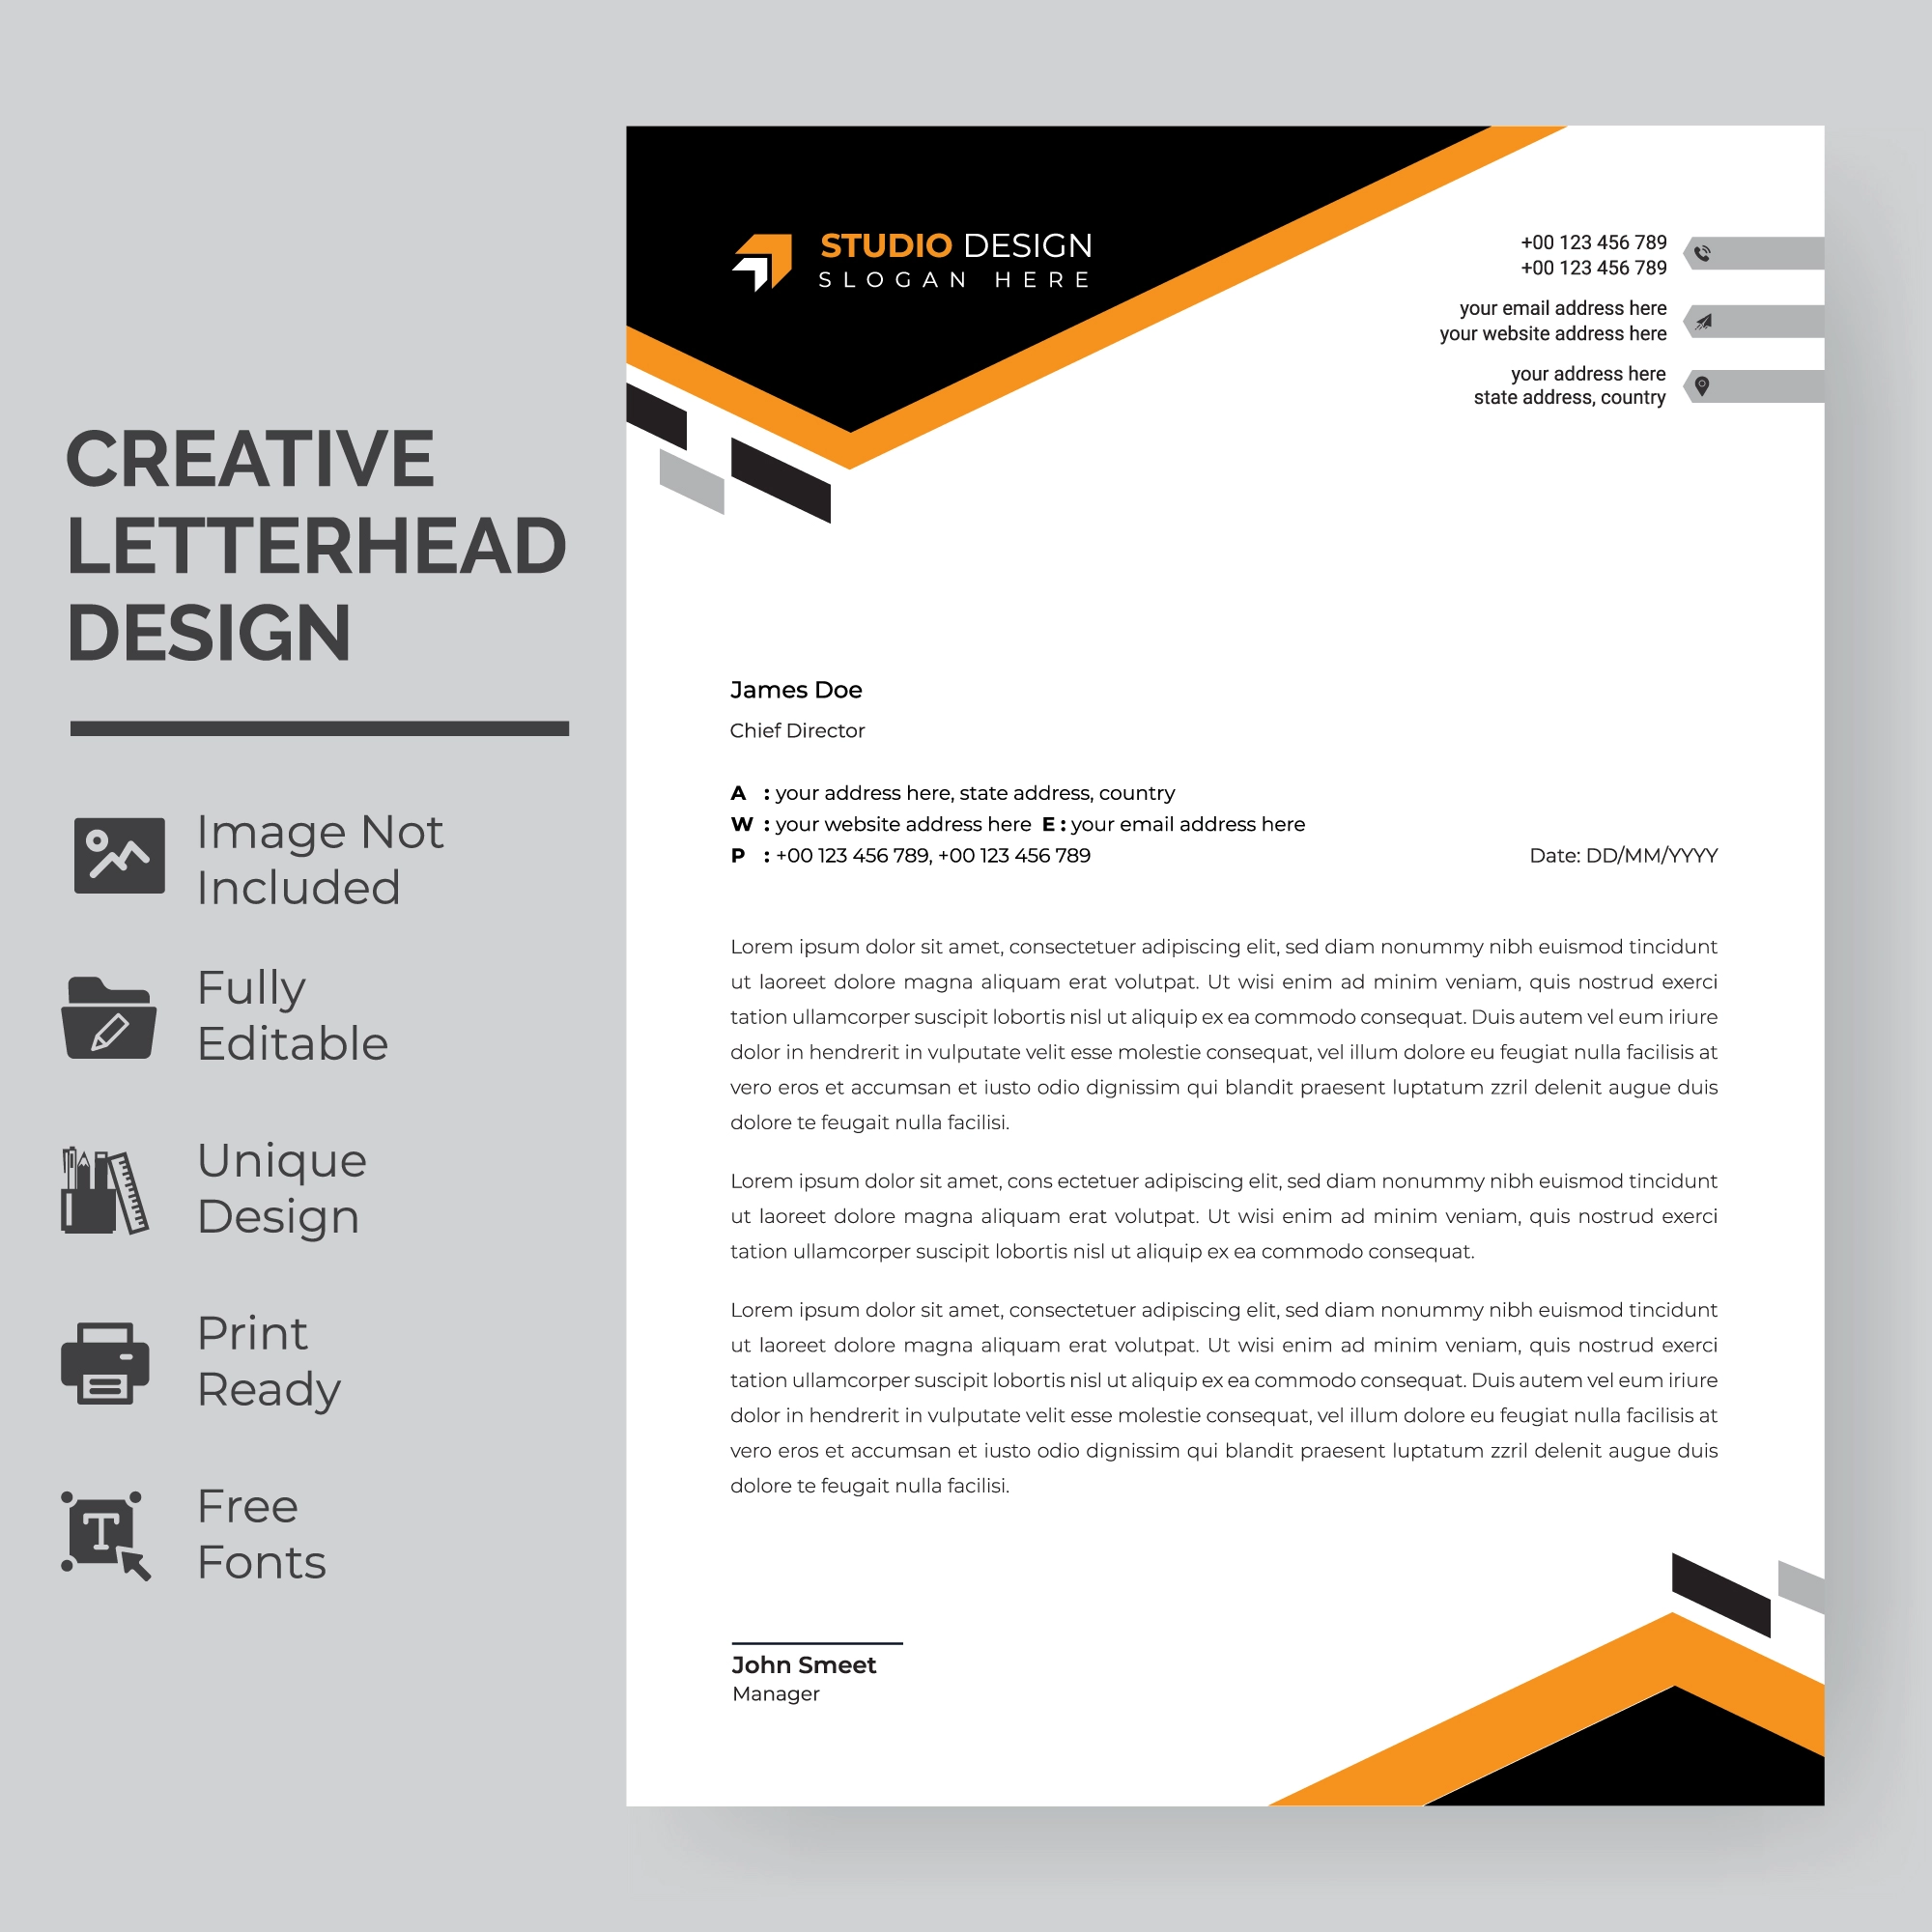 CREATIVE
LETTERHEAD
DESIGN
Image Not
Included
Fully
Editable
Unique
Design
Print
Ready
Free
Fonts
STUDIO DESIGN
SLOGAN HERE
+00 123 456 789
+00 123 456 789
your email address here
your website address here
your address here
state address, country
James Doe
Chief Director
A : your address here, state address, country
W : your website address here E : your email address here
P : +00 123 456 789, +00 123 456 789
Date: DD/MM/YYYY
Lorem ipsum dolor sit amet, consectetuer adipiscing elit, sed diam nonummy nibh euismod tincidunt
ut laoreet dolore magna aliquam erat volutpat. Ut wisi enim ad minim veniam, quis nostrud exerci
tation ullamcorper suscipit lobortis nisl ut aliquip ex ea commodo consequat. Duis autem vel eum iriure
dolor in hendrerit in vulputate velit esse molestie consequat, vel illum dolore eu feugiat nulla facilisis at
vero eros et accumsan et iusto odio dignissim qui blandit praesent luptatum zzril delenit augue duis
dolore te feugait nulla facilisi.
Lorem ipsum dolor sit amet, cons ectetuer adipiscing elit, sed diam nonummy nibh euismod tincidunt
ut laoreet dolore magna aliquam erat volutpat. Ut wisi enim ad minim veniam, quis nostrud exerci
tation ullamcorper suscipit lobortis nisl ut aliquip ex ea commodo consequat.
Lorem ipsum dolor sit amet, consectetuer adipiscing elit, sed diam nonummy nibh euismod tincidunt
ut laoreet dolore magna aliquam erat volutpat. Ut wisi enim ad minim veniam, quis nostrud exerci
tation ullamcorper suscipit lobortis nisl ut aliquip ex ea commodo consequat. Duis autem vel eum iriure
dolor in hendrerit in vulputate velit esse molestie consequat, vel illum dolore eu feugiat nulla facilisis at
vero eros et accumsan et iusto odio dignissim qui blandit praesent luptatum zzril delenit augue duis
dolore te feugait nulla facilisi.
John Smeet
Manager